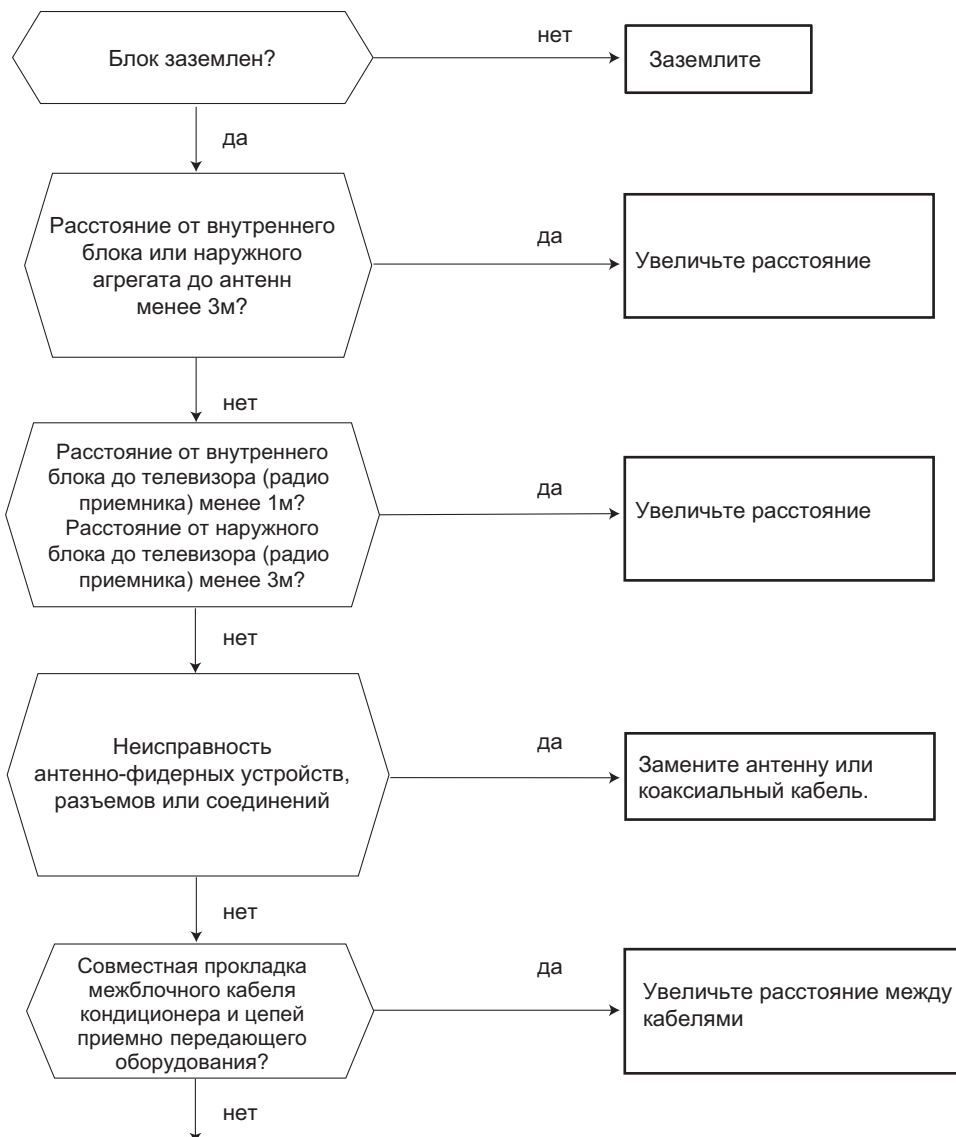 Блок заземлен?
нет
Заземлите
да
Расстояние от внутреннего
блока или наружного
агрегата до антенн
менее 3м?
да
Увеличьте расстояние
нет
Расстояние от внутреннего
блока до телевизора (радио
приемника) менее 1м?
Расстояние от наружного
блока до телевизора (радио
приемника) менее 3м?
да
Увеличьте расстояние
нет
Неисправность
антенно-фидерных устройств,
разъемов или соединений
да
Замените антенну или
коаксиальный кабель.
нет
Совместная прокладка
межблочного кабеля
кондиционера и цепей
приемно передающего
оборудования?
да
Увеличьте расстояние между
кабелями
нет